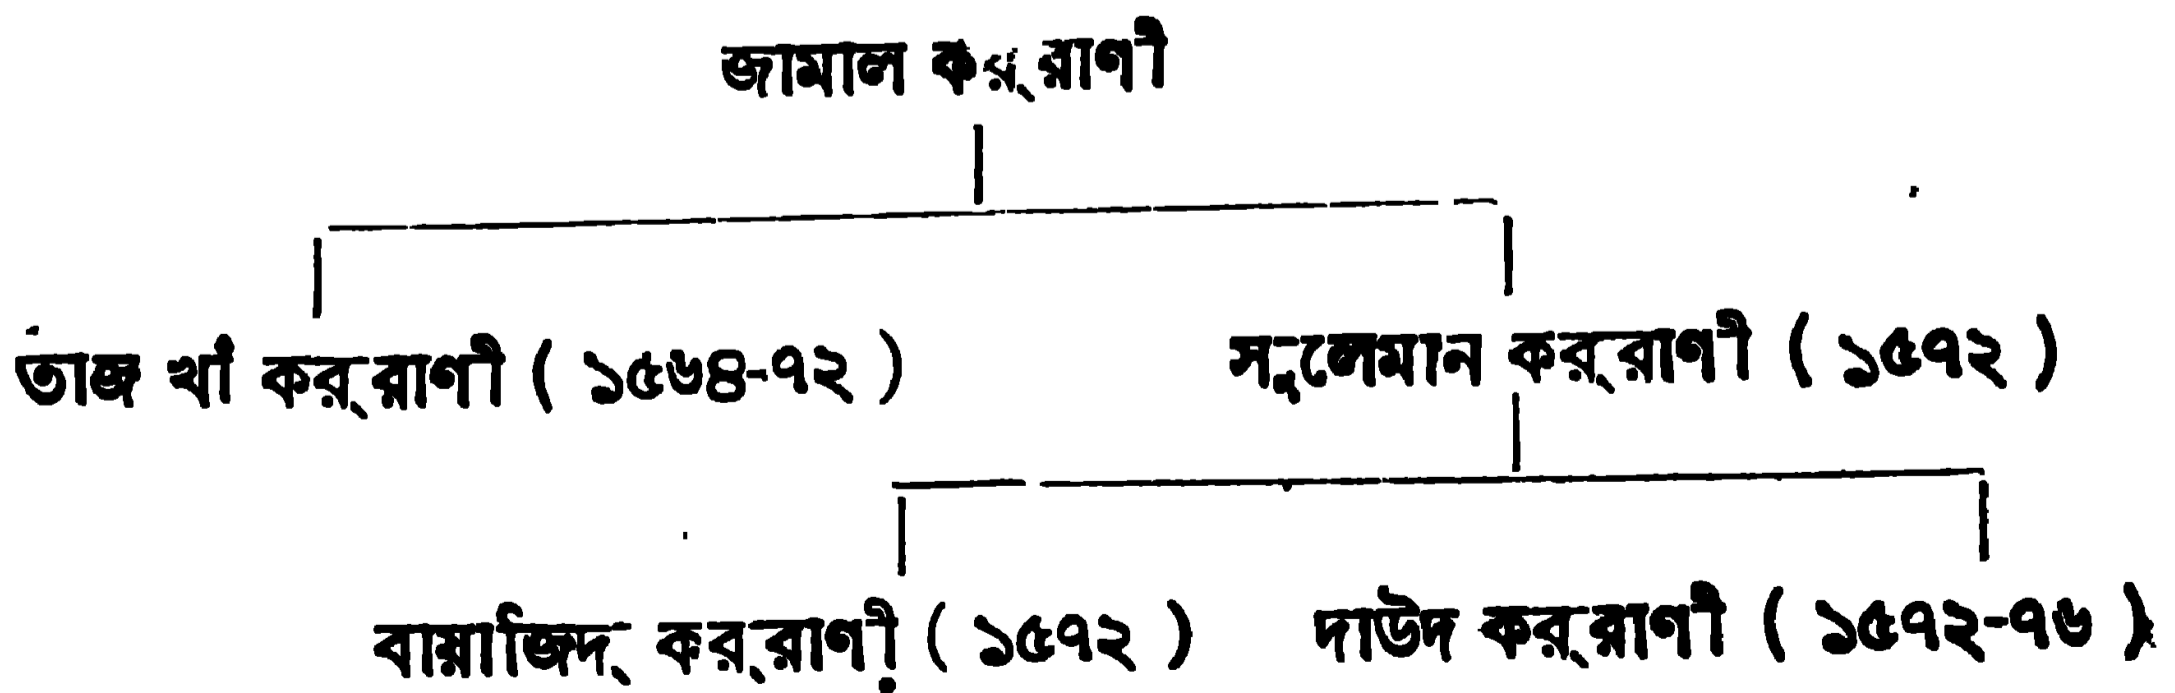 জামাল কর্‌রাণী
তাজ খাঁ কর্‌রাণী ( ১৫৬৪-৭২ ) সুলেমান কর্‌রাণী ( ১৫৭২ )
বায়াজিদ্ কর্‌রাণী ( ১৫৭২ ) দাউদ কর্‌রাণী ( ১৫৭২-৭৬ )